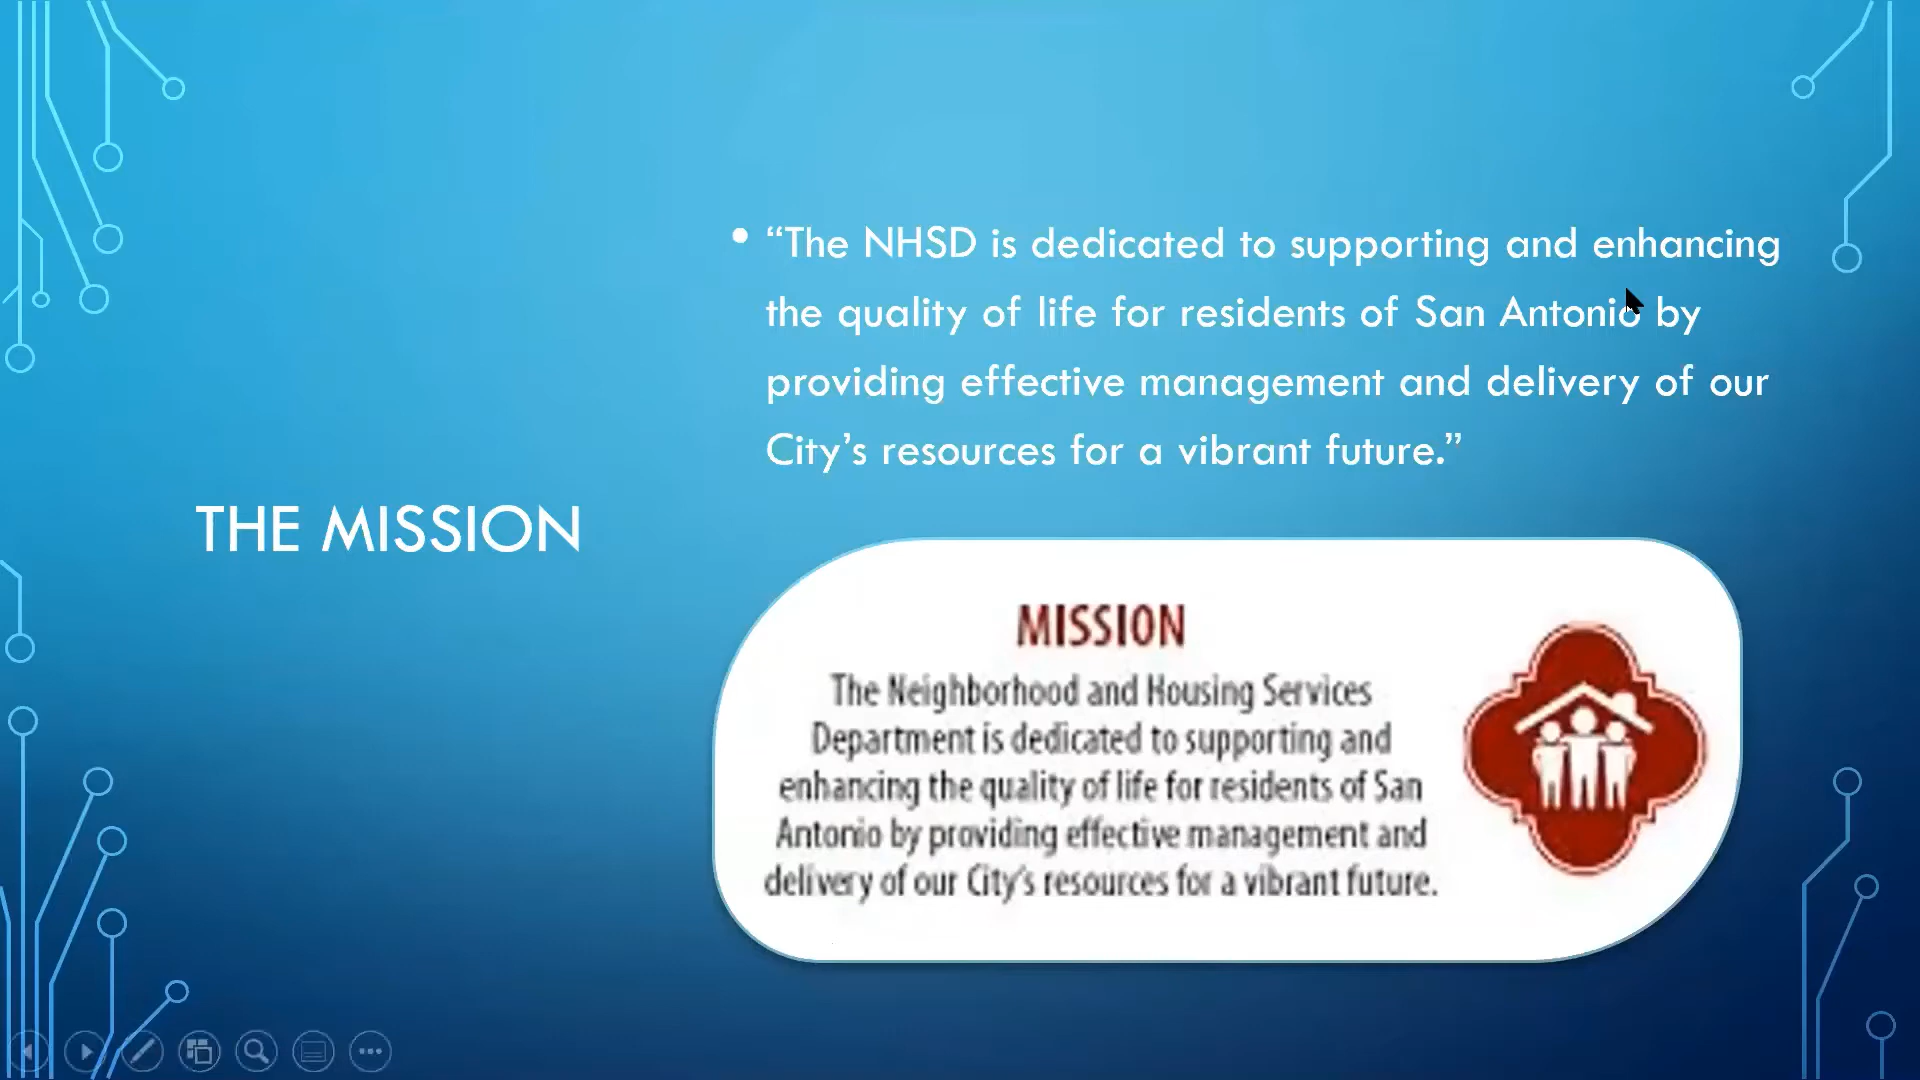 THE MISSION
• “The NHSD is dedicated to supporting and enhancing
the quality of life for residents of San Antonio by
providing effective management and delivery of our
City’s resources for a vibrant future.”
MISSION
The Neighborhood and Housing Services
Department is dedicated to supporting and
enhancing the quality of life for residents of San
Antonio by providing effective management and
delivery of our City's resources for a vibrant future.